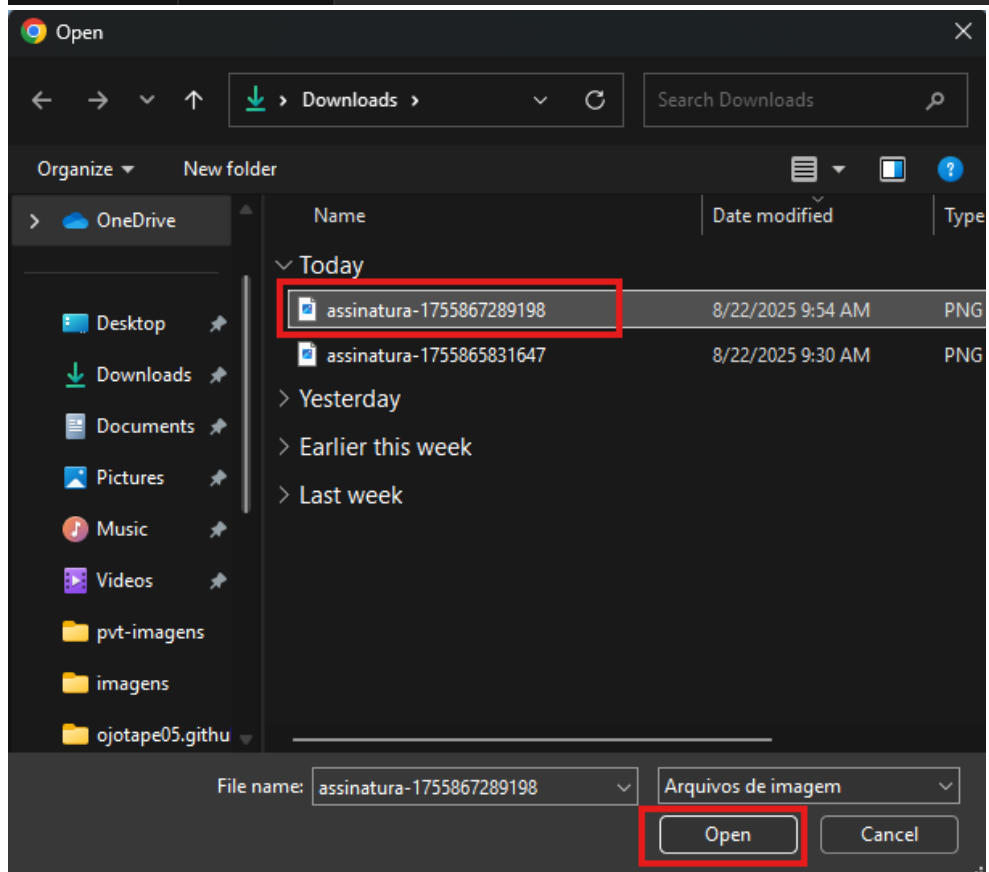 Open
Downloads
Search Downloads
Organize New folder
?
OneDrive
Name Date modified Type
Today
assinatura-1755867289198 8/22/2025 9:54 AM PNG
assinatura-1755865831647 8/22/2025 9:30 AM PNG
Yesterday
Earlier this week
Last week
Desktop
Downloads
Documents
Pictures
Music
Videos
pvt-imagens
imagens
ojotape05.githu
File name: assinatura-1755867289198 Arquivos de imagem
Open Cancel